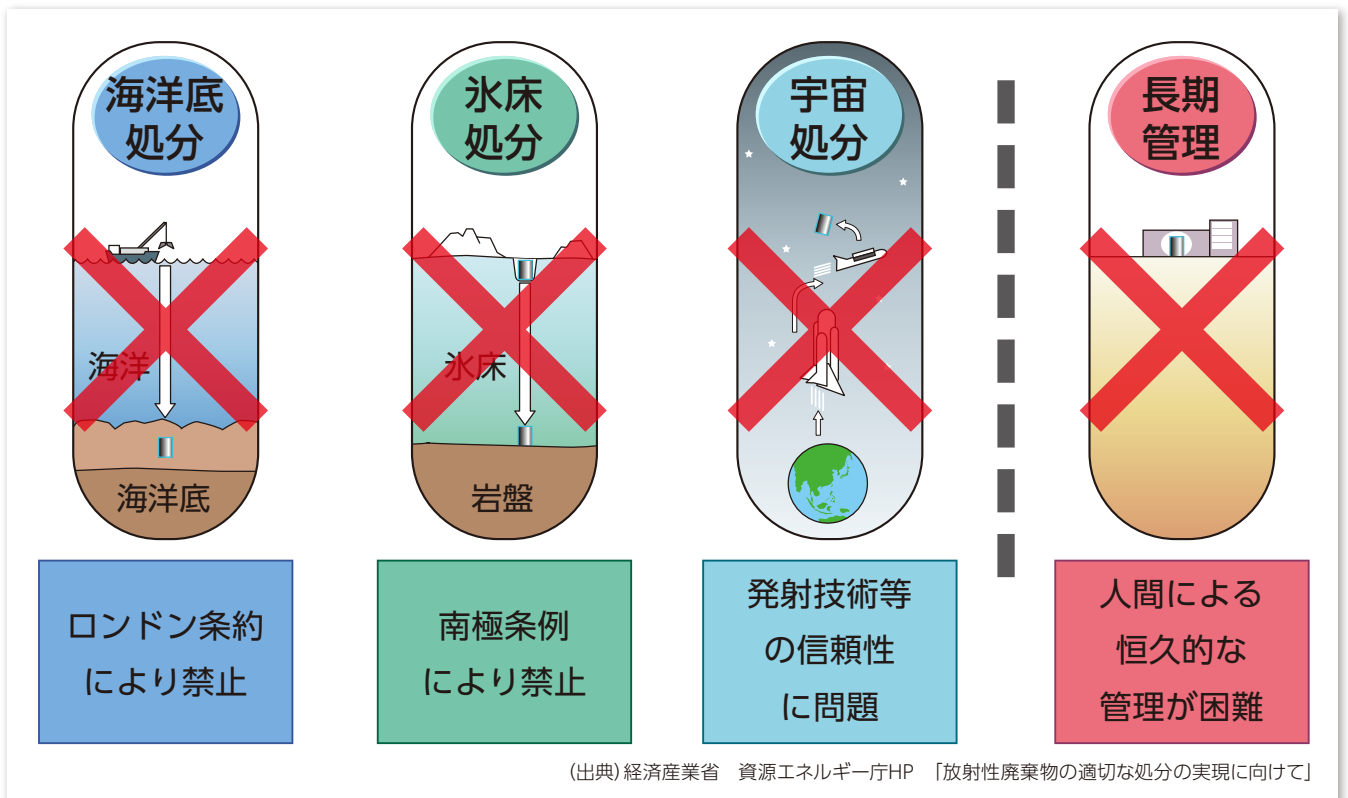 海洋底
処分
海洋
海洋底
ロンドン条約
により禁止
氷床
処分
氷床
岩盤
南極条例
により禁止
宇宙
処分
発射技術等
の信頼性
に問題
長期
管理
人間による
恒久的な
管理が困難
(出典)経済産業省　資源エネルギー庁HP　「放射性廃棄物の適切な処分の実現に向けて」